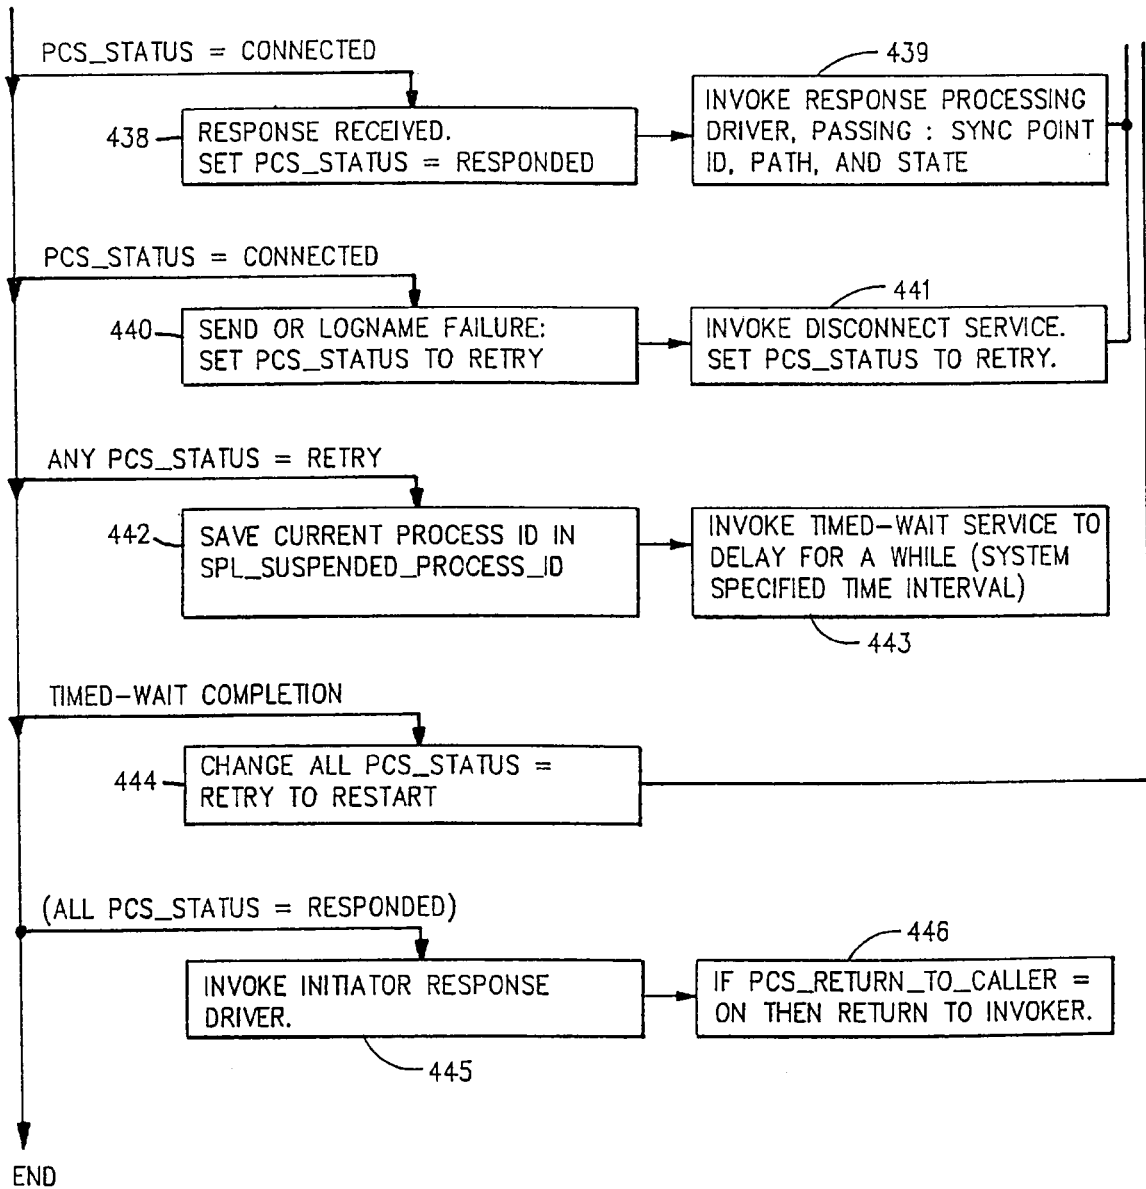 PCS_STATUS = CONNECTED
439
438
RESPONSE RECEIVED.
SET PCS_STATUS = RESPONDED
INVOKE RESPONSE PROCESSING
DRIVER, PASSING : SYNC POINT
ID, PATH, AND STATE
PCS_STATUS = CONNECTED
441
440
SEND OR LOGNAME FAILURE:
SET PCS_STATUS TO RETRY
INVOKE DISCONNECT SERVICE.
SET PCS_STATUS TO RETRY.
ANY PCS_STATUS = RETRY
442
SAVE CURRENT PROCESS ID IN
SPL_SUSPENDED_PROCESS_ID
INVOKE TIMED-WAIT SERVICE TO
DELAY FOR A WHILE (SYSTEM
SPECIFIED TIME INTERVAL)
443
TIMED-WAIT COMPLETION
444
CHANGE ALL PCS_STATUS =
RETRY TO RESTART
(ALL PCS_STATUS = RESPONDED)
446
INVOKE INITIATOR RESPONSE
DRIVER.
445
IF PCS_RETURN_TO_CALLER =
ON THEN RETURN TO INVOKER.
END